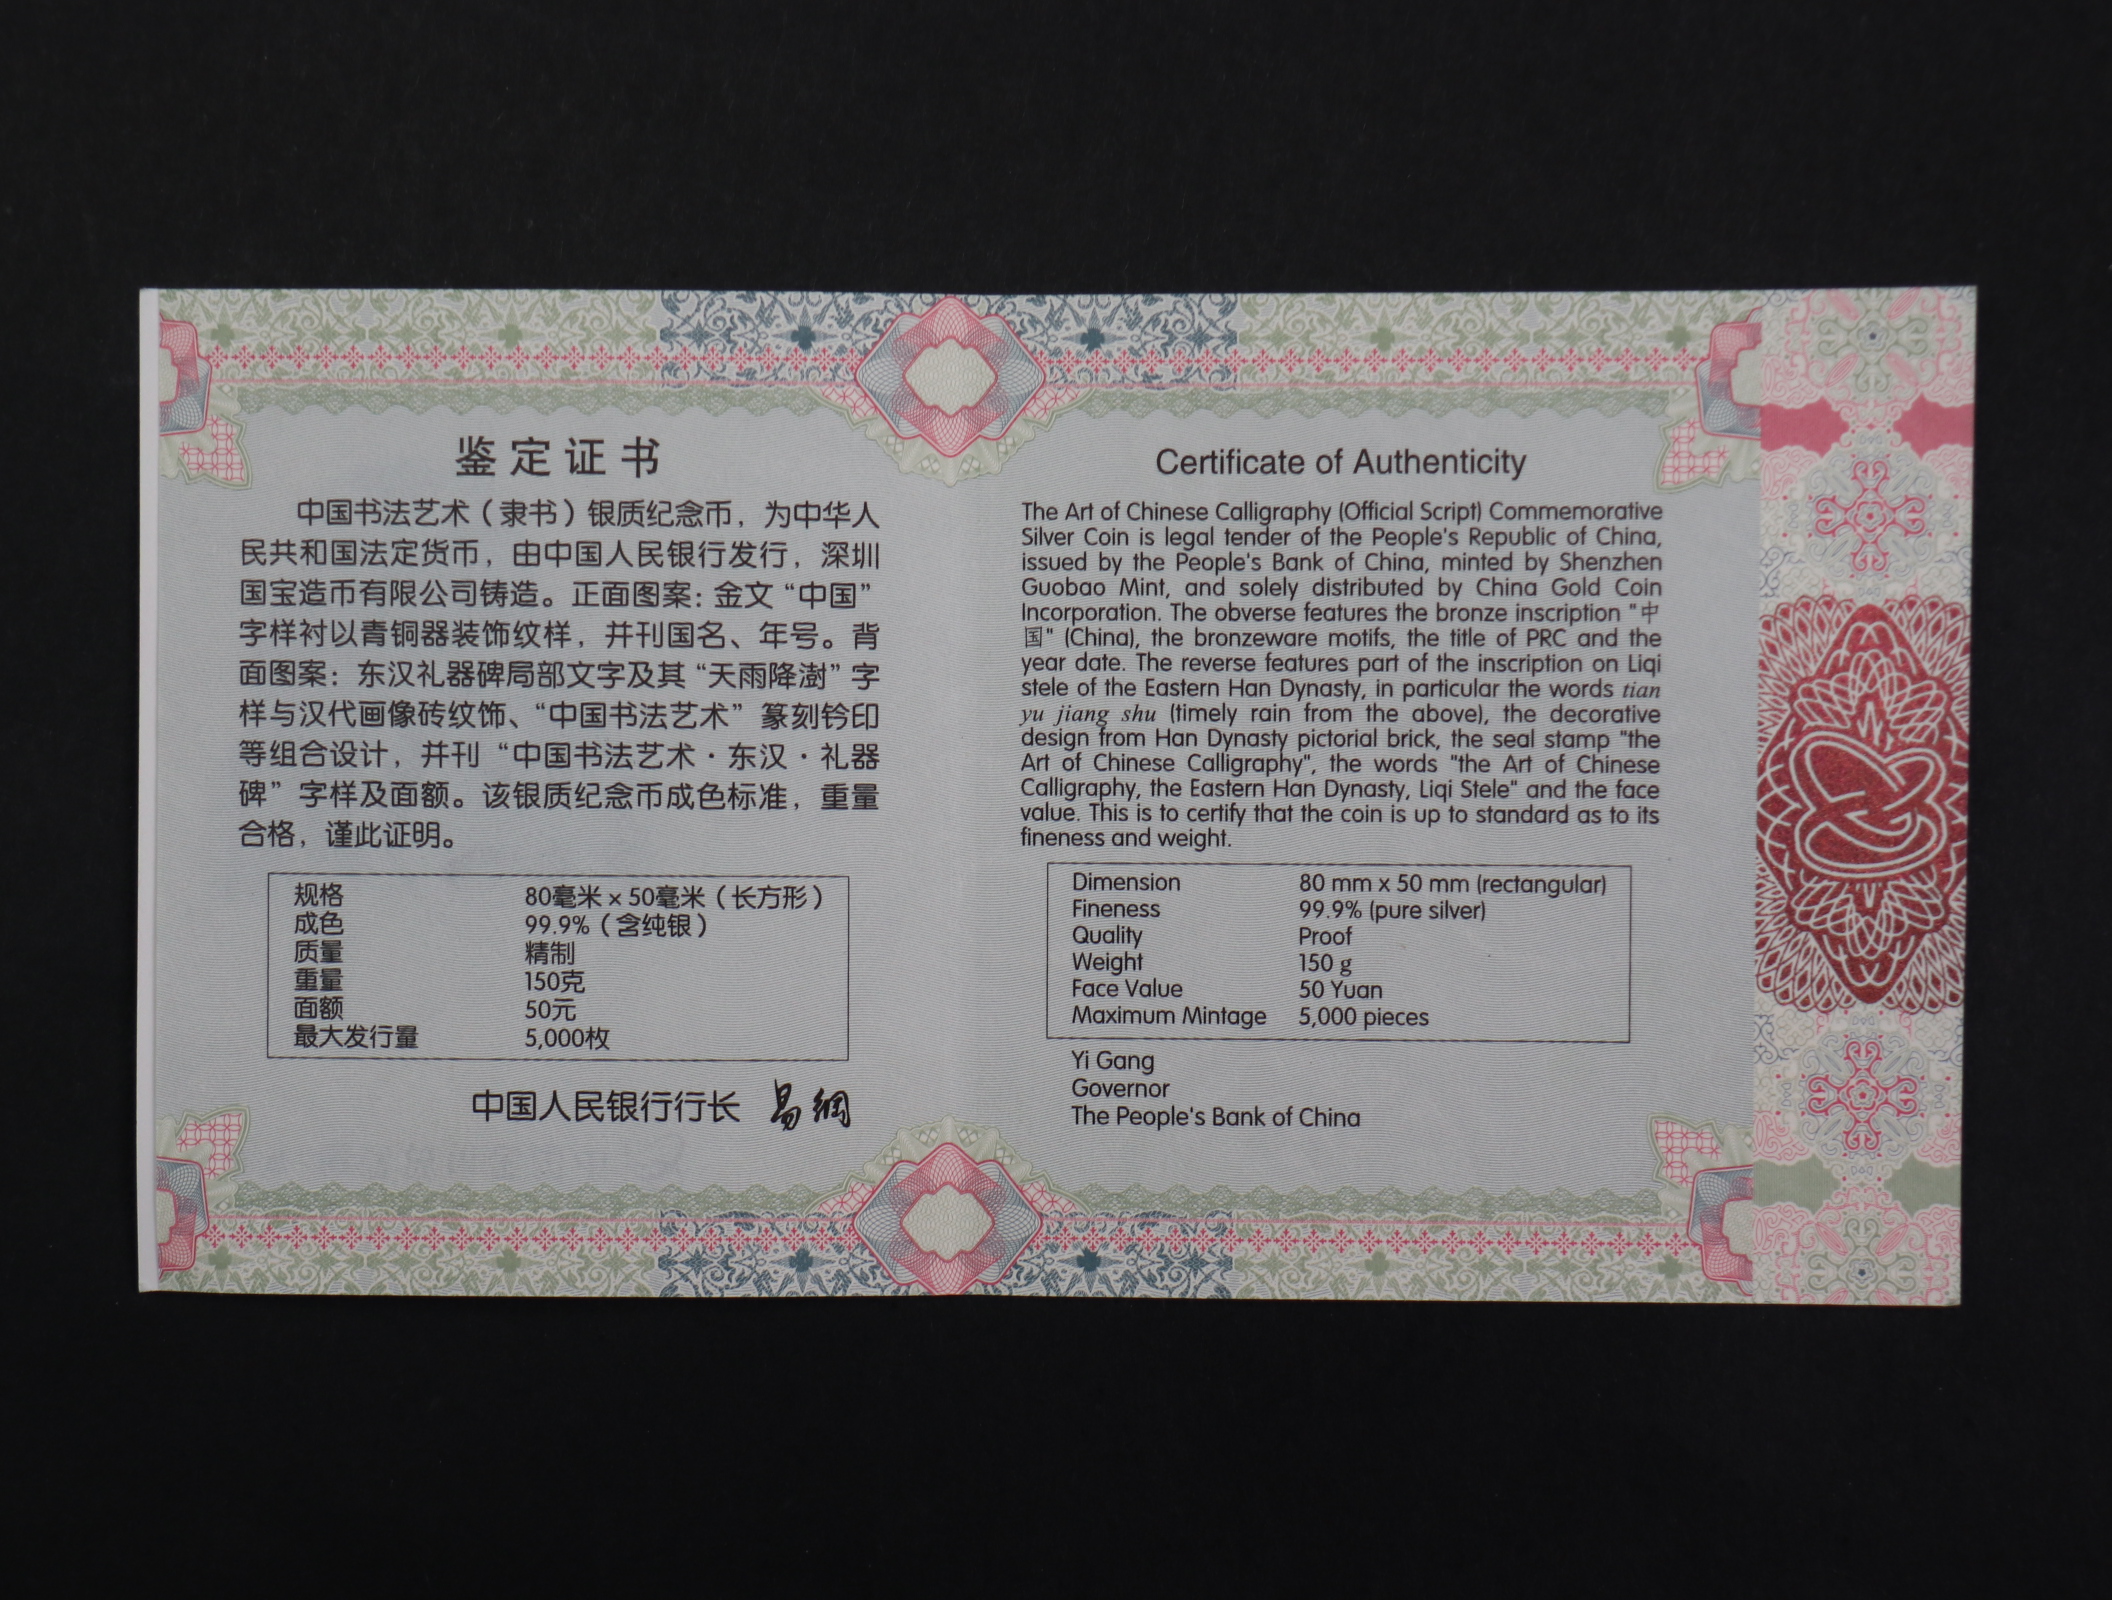 鉴定证书
中国书法艺术（隶书）银质纪念币，为中华人
民共和国法定货币，由中国人民银行发行，深圳
国宝造币有限公司铸造。正面图案：金文“中国”
字样衬以青铜器装饰纹样，并刊国名、年号。背
面图案：东汉礼器碑局部文字及其“天雨降澍”字
样与汉代画像砖纹饰、“中国书法艺术”篆刻钤印
等组合设计，并刊“中国书法艺术·东汉·礼器
碑”字样及面额。该银质纪念币成色标准，重量
合格，谨此证明。
规格 80毫米×50毫米（长方形）
成色 99.9%（含纯银）
质量 精制
重量 150克
面额 50元
最大发行量 5,000枚
中国人民银行行长 易纲
Certificate of Authenticity
The Art of Chinese Calligraphy (Official Script) Commemorative
Silver Coin is legal tender of the People's Republic of China,
issued by the People's Bank of China, minted by Shenzhen
Guobao Mint, and solely distributed by China Gold Coin
Incorporation. The obverse features the bronze inscription "中
国" (China), the bronzeware motifs, the title of PRC and the
year date. The reverse features part of the inscription on Liqi
stele of the Eastern Han Dynasty, in particular the words tian
yu jiang shu (timely rain from the above), the decorative
design from Han Dynasty pictorial brick, the seal stamp "the
Art of Chinese Calligraphy", the words "the Art of Chinese
Calligraphy, the Eastern Han Dynasty, Liqi Stele" and the face
value. This is to certify that the coin is up to standard as to its
fineness and weight.
Dimension 80 mm x 50 mm (rectangular)
Fineness 99.9% (pure silver)
Quality Proof
Weight 150 g
Face Value 50 Yuan
Maximum Mintage 5,000 pieces
Yi Gang
Governor
The People's Bank of China